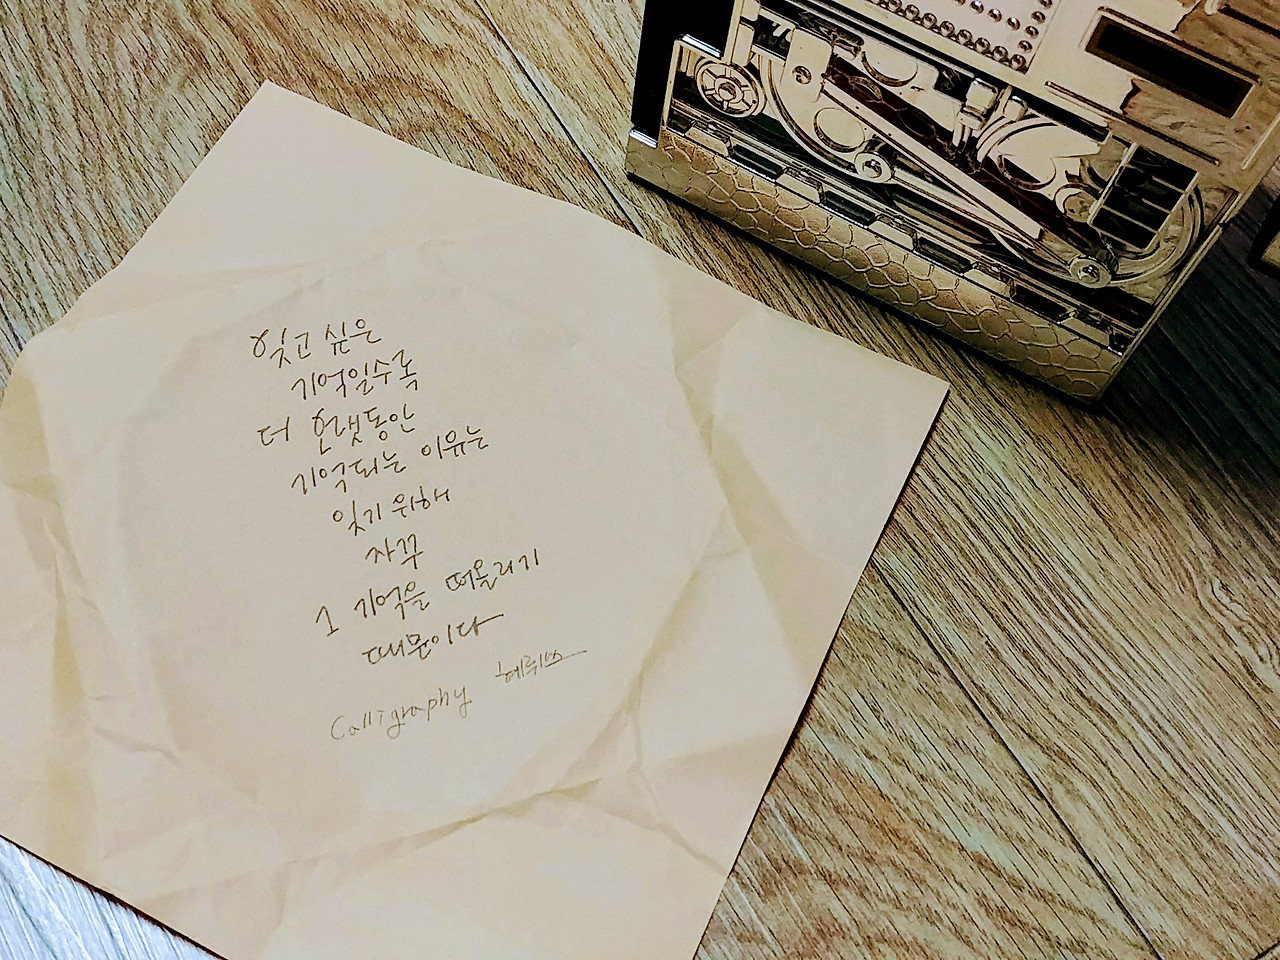 잊고 싶은
기억일수록
더 오랫동안
기억되는 이유는
잊기 위해
자꾸
그 기억을 떠올리기
때문이다
Calligraphy